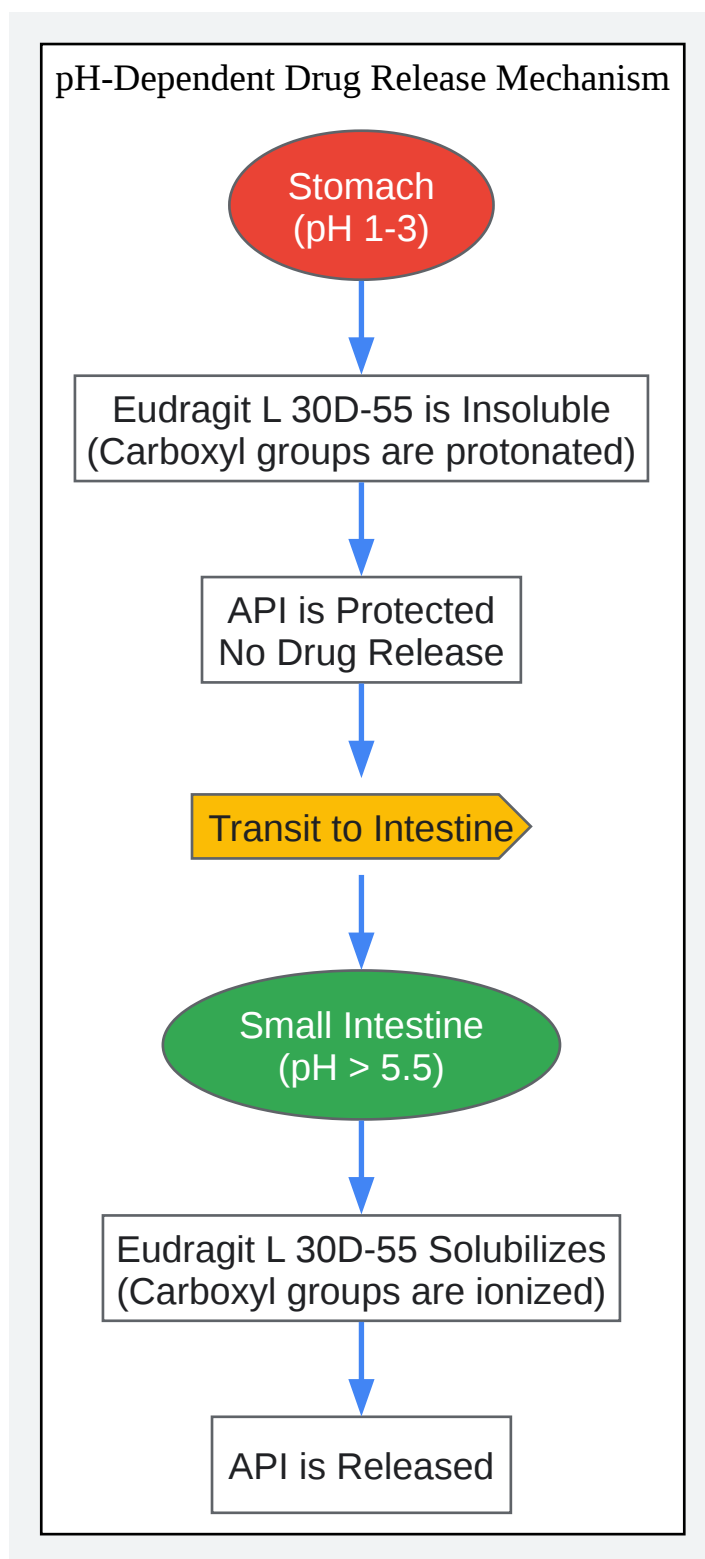 pH-Dependent Drug Release Mechanism
Stomach
(pH 1-3)
Eudragit L 30D-55 is Insoluble
(Carboxyl groups are protonated)
API is Protected
No Drug Release
Transit to Intestine
Small Intestine
(pH > 5.5)
Eudragit L 30D-55 Solubilizes
(Carboxyl groups are ionized)
API is Released